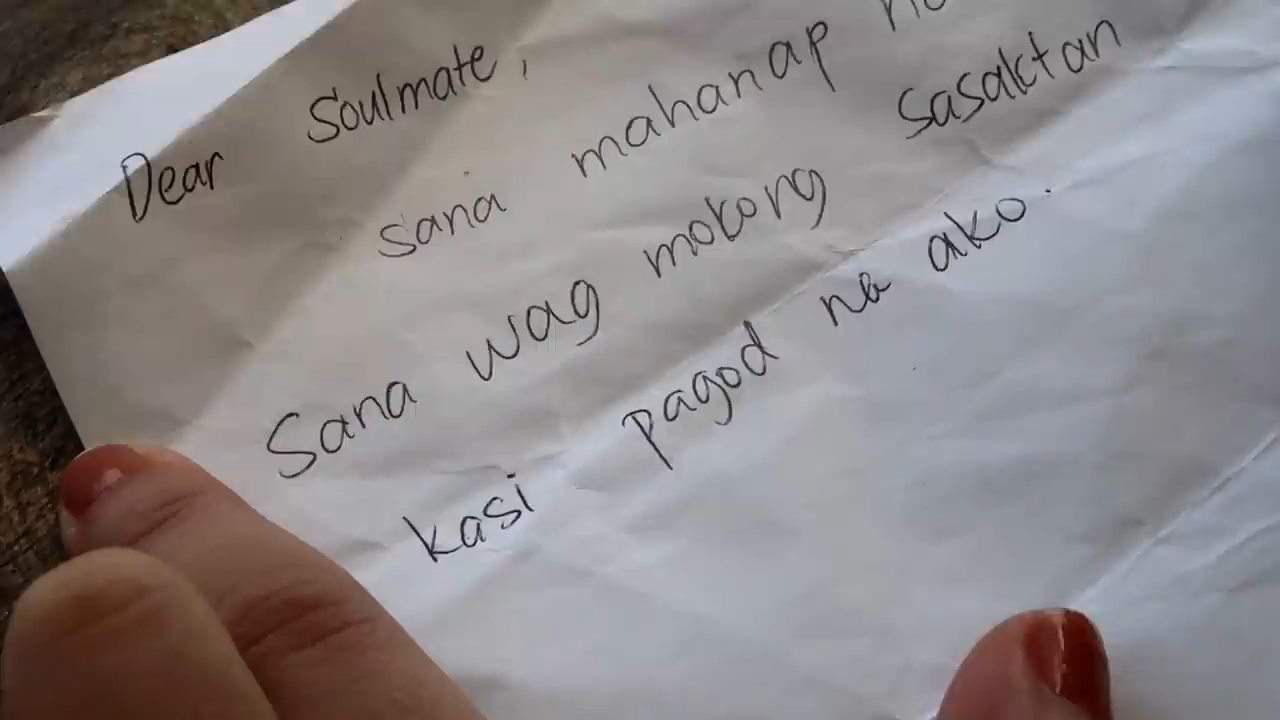 Dear Soulmate,
sana mahanap
Sana wag mokong sasaktan
kasi pagod na ako.